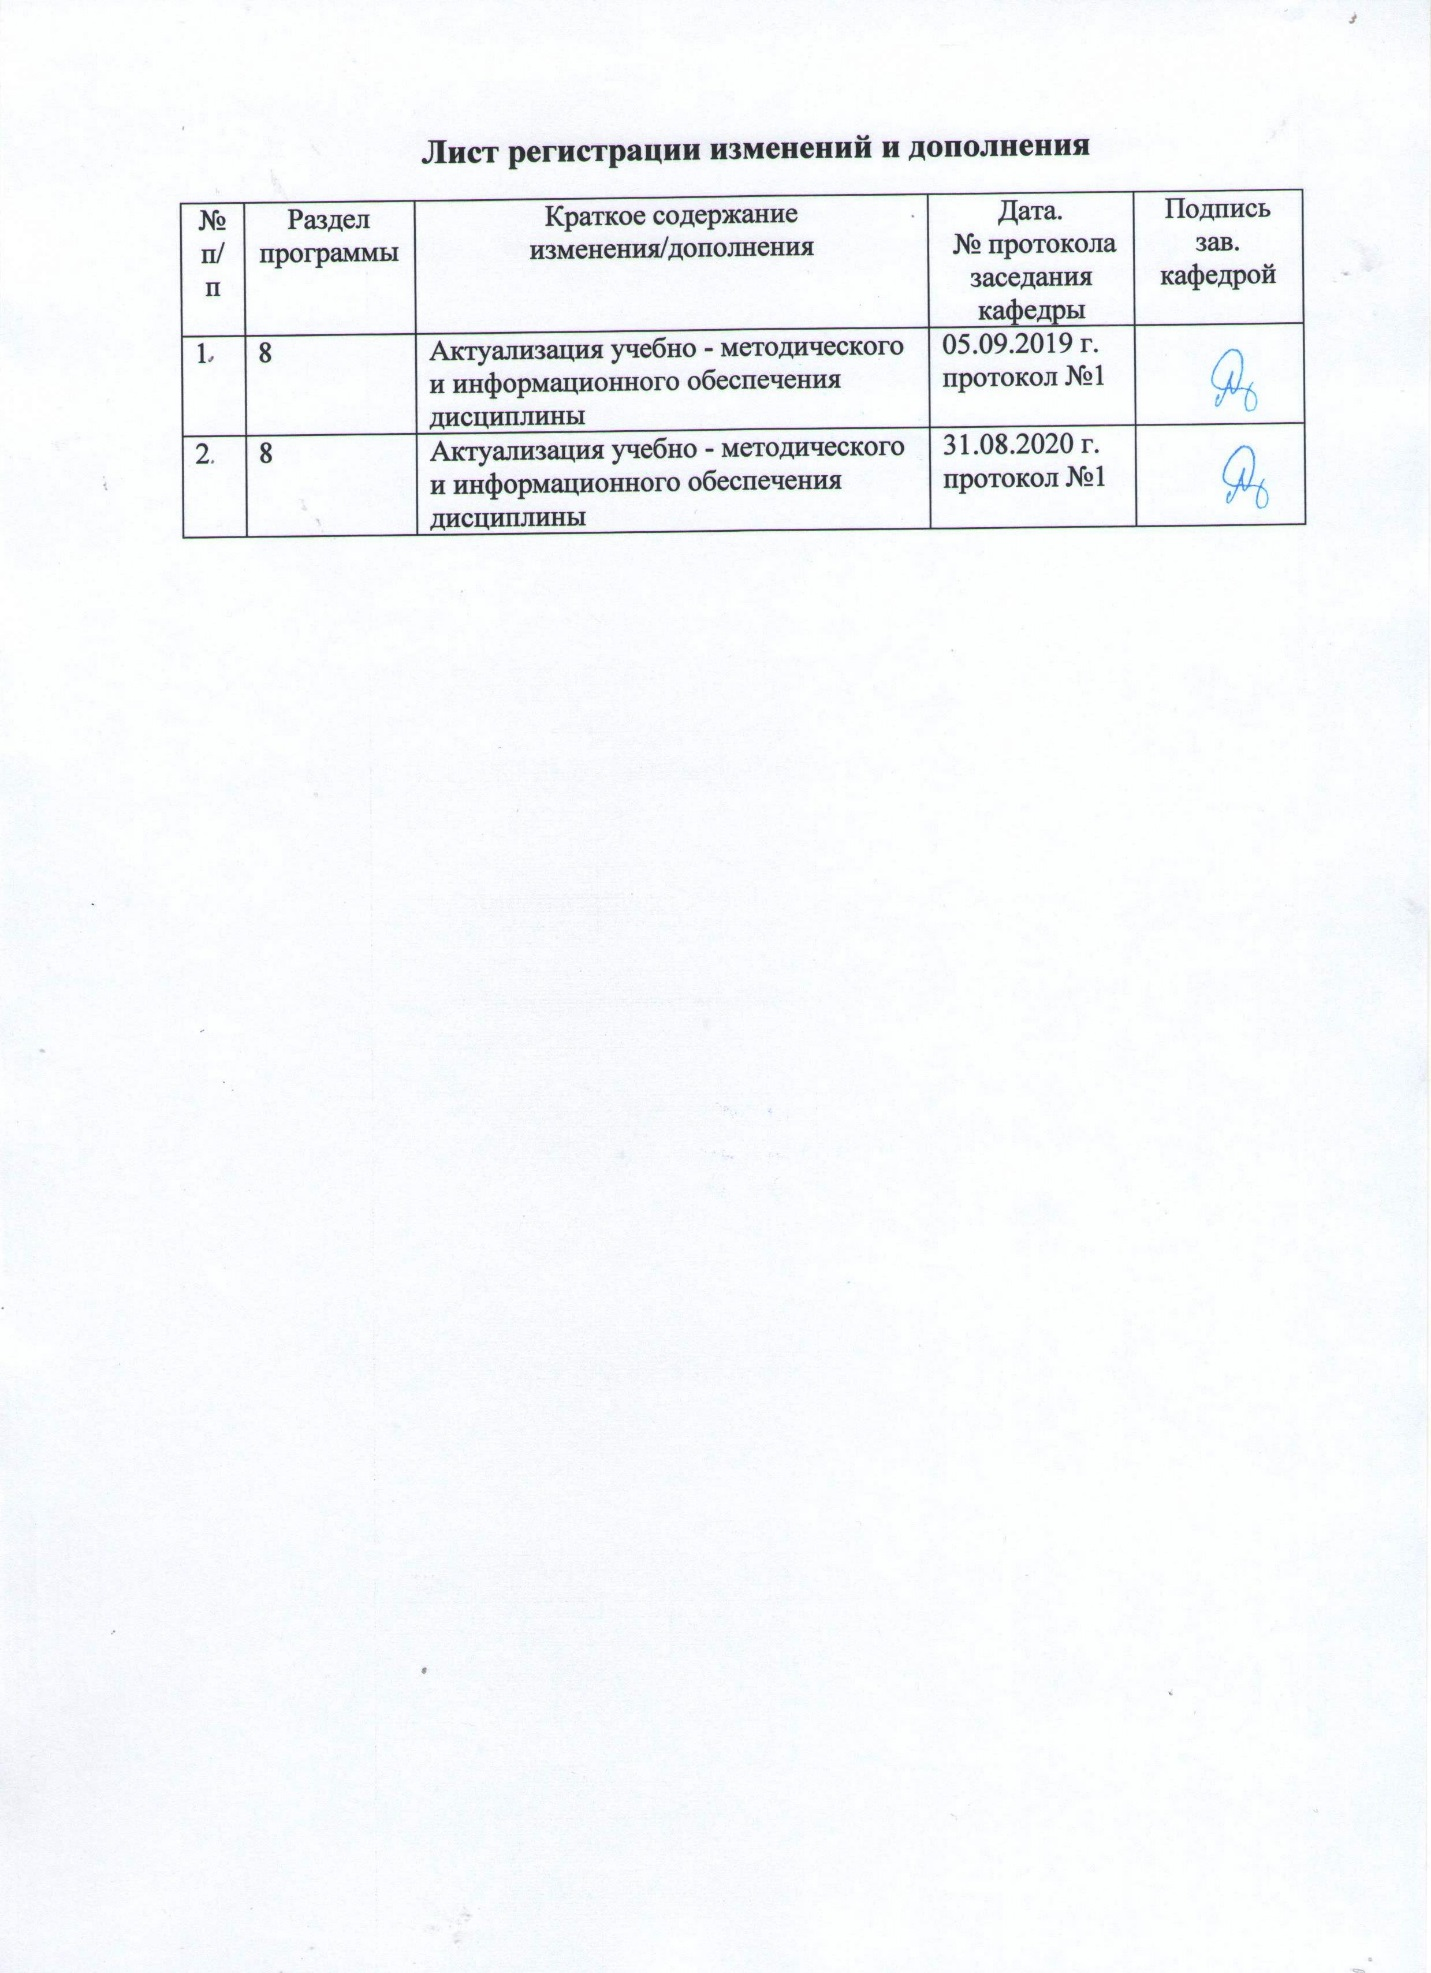 Лист регистрации изменений и дополнения
№
п/
п
Раздел
программы
Краткое содержание
изменения/дополнения
Дата.
№ протокола
заседания
кафедры
Подпись
зав.
кафедрой
1.
8
Актуализация учебно - методического
и информационного обеспечения
дисциплины
05.09.2019 г.
протокол №1
2.
8
Актуализация учебно - методического
и информационного обеспечения
дисциплины
31.08.2020 г.
протокол №1